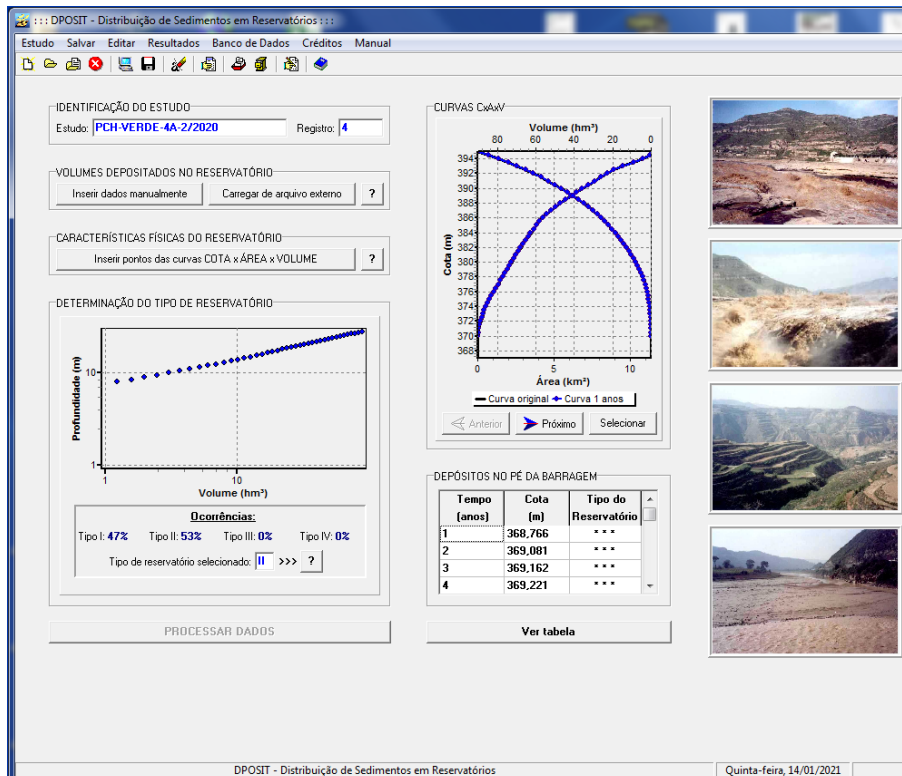 ::: DPOSIT - Distribuição de Sedimentos em Reservatórios :::
Estudo Salvar Editar Resultados Banco de Dados Créditos Manual
IDENTIFICAÇÃO DO ESTUDO
Estudo: PCH-VERDE-4A-2/2020 Registro: 4
VOLUMES DEPOSITADOS NO RESERVATÓRIO
Inserir dados manualmente Carregar de arquivo externo ?
CARACTERÍSTICAS FÍSICAS DO RESERVATÓRIO
Inserir pontos das curvas COTA x ÁREA x VOLUME ?
DETERMINAÇÃO DO TIPO DE RESERVATÓRIO
Profundidade (m)
10
1
1 10
Volume (hm³)
Ocorrências:
Tipo I: 47% Tipo II: 53% Tipo III: 0% Tipo IV: 0%
Tipo de reservatório selecionado: II >>> ?
PROCESSAR DADOS
CURVAS CxAxV
Volume (hm³)
80 60 40 20 0
Cota (m)
394
392
390
388
386
384
382
380
378
376
374
372
370
368
0 5 10
Área (km²)
Curva original Curva 1 anos
Anterior Próximo Selecionar
DEPÓSITOS NO PÉ DA BARRAGEM
Tempo Cota Tipo do
(anos) (m) Reservatório
1 368,766 * * *
2 369,081 * * *
3 369,162 * * *
4 369,221 * * *
Ver tabela
DPOSIT - Distribuição de Sedimentos em Reservatórios Quinta-feira, 14/01/2021